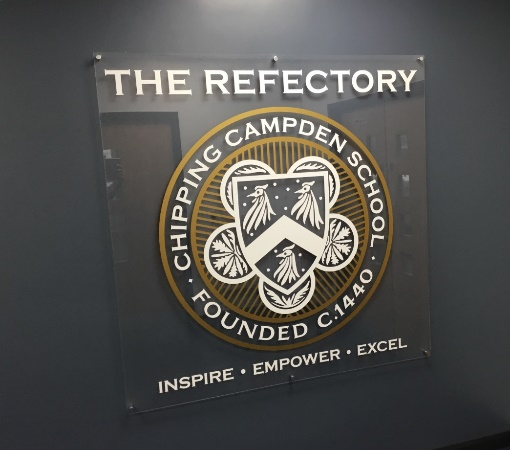 THE REFECTORY
CHIPPING CAMPDEN SCHOOL
· FOUNDED C.1440 ·
INSPIRE • EMPOWER • EXCEL